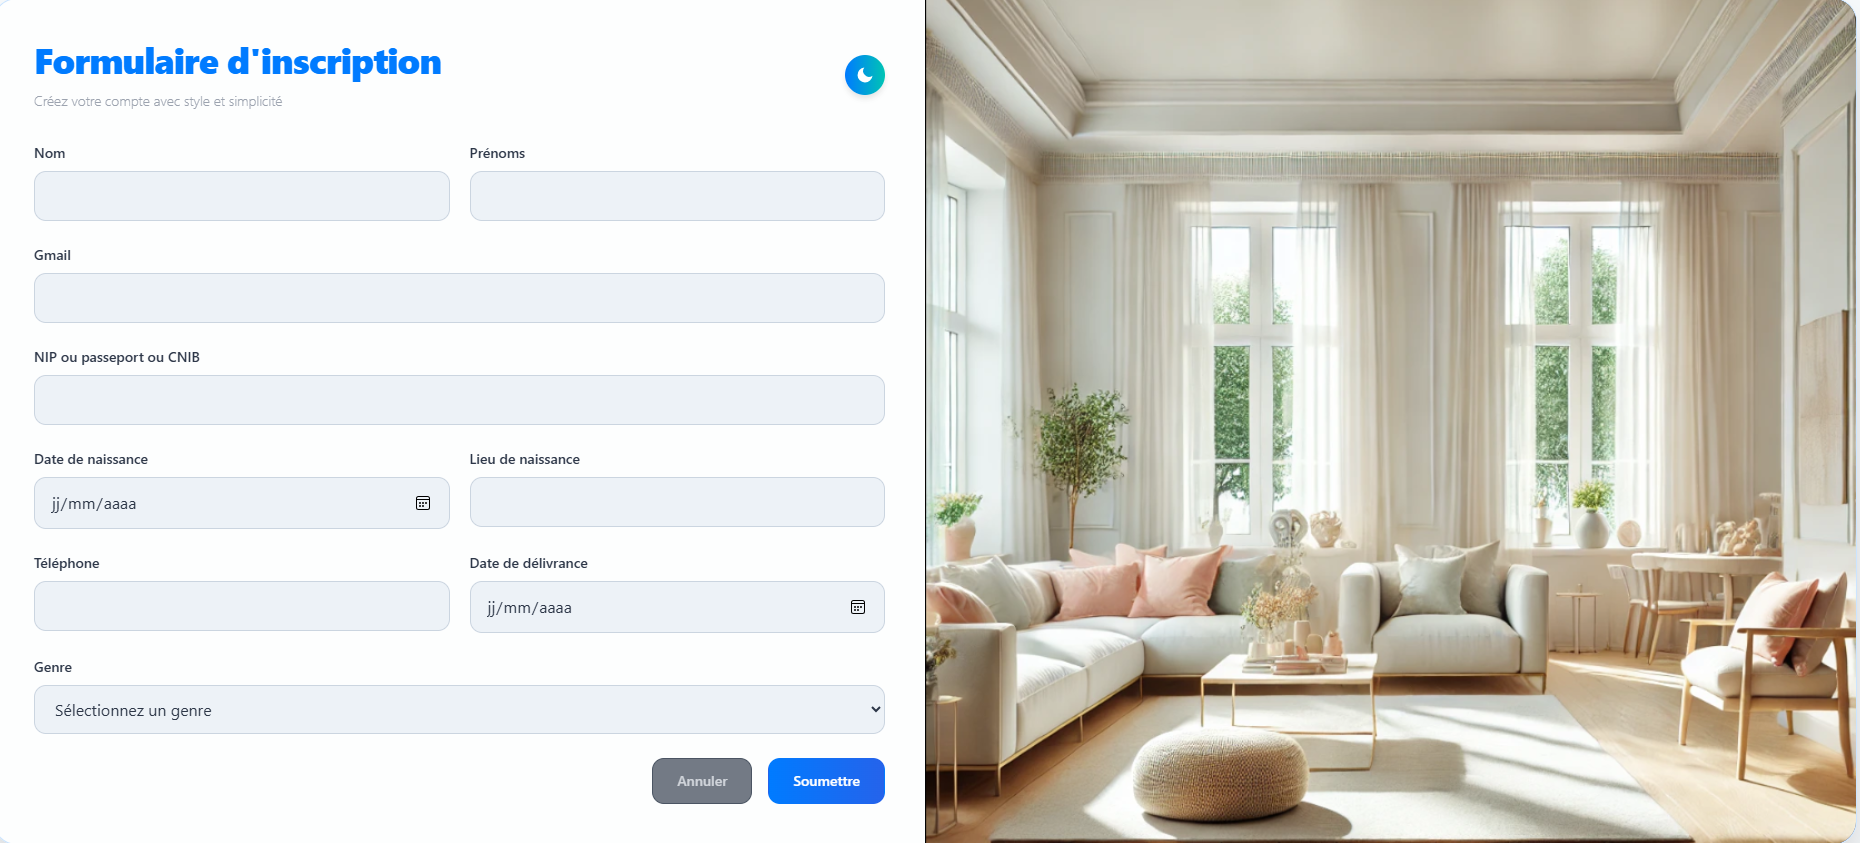 Formulaire d'inscription
Créez votre compte avec style et simplicité
Nom
Prénoms
Gmail
NIP ou passeport ou CNIB
Date de naissance
Lieu de naissance
jj/mm/aaaa
Téléphone
Date de délivrance
jj/mm/aaaa
Genre
Sélectionnez un genre
Annuler
Soumettre